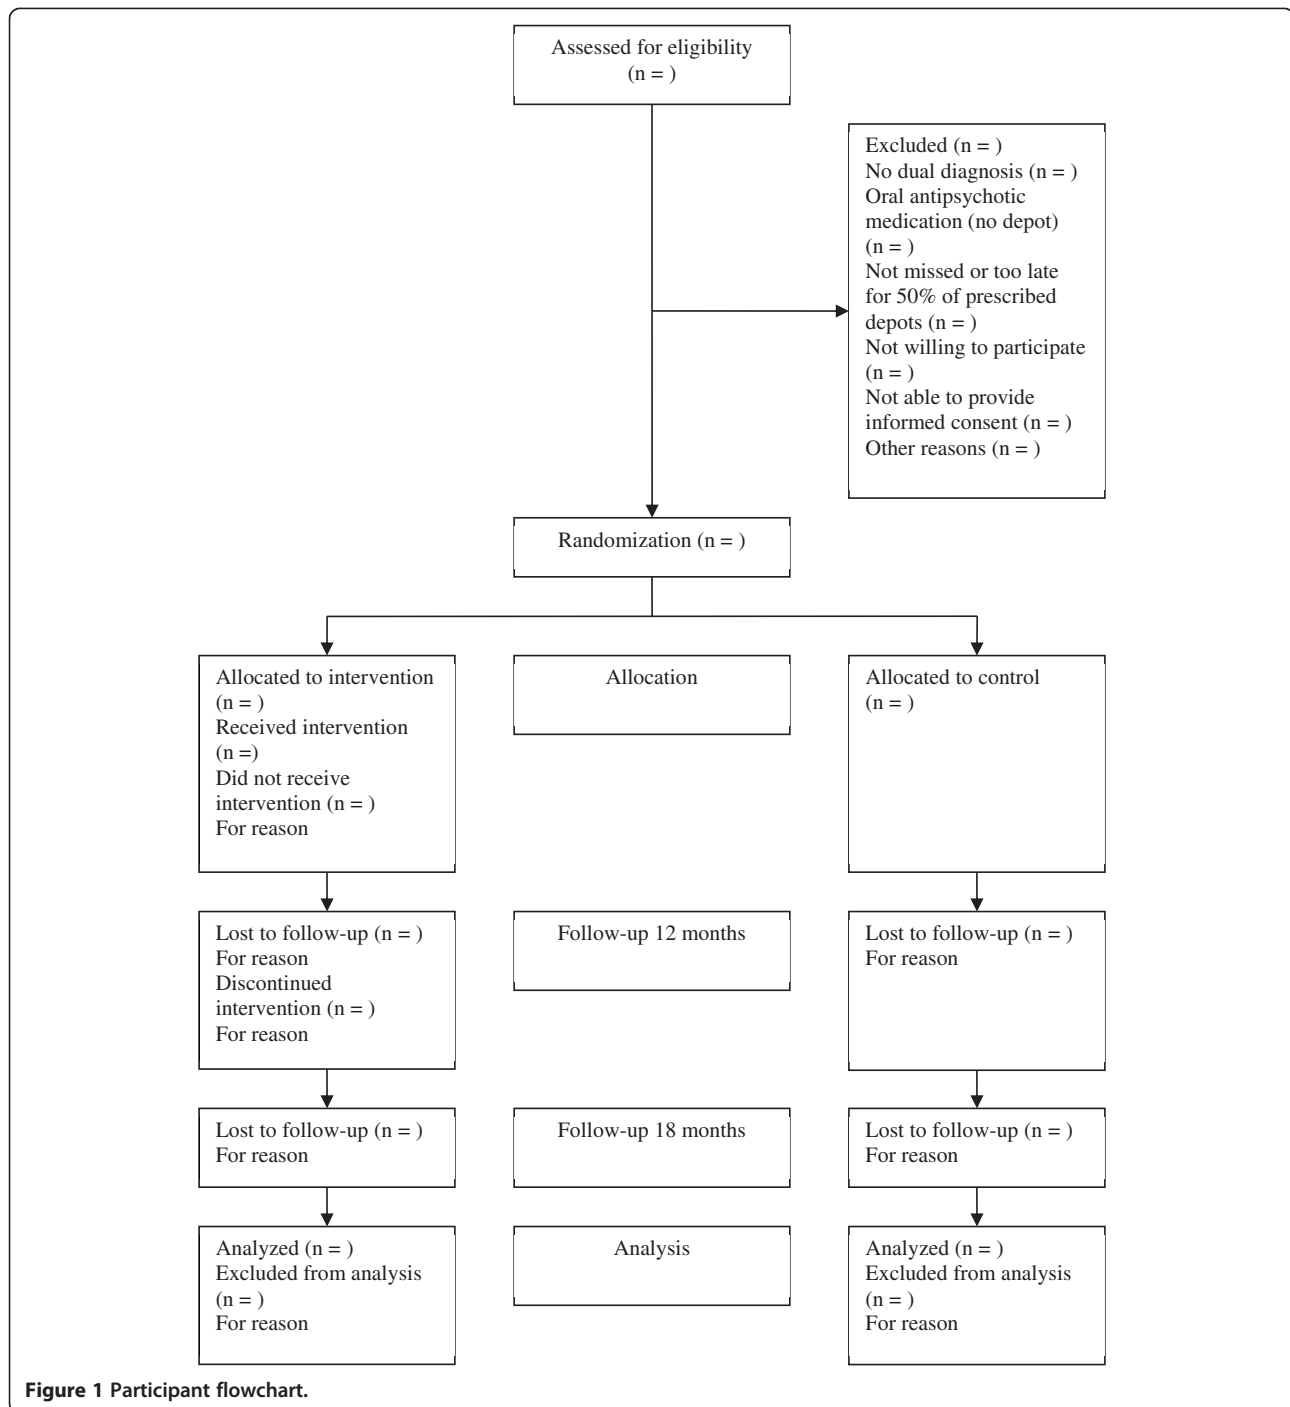 Assessed for eligibility
(n = )
Excluded (n = )
No dual diagnosis (n = )
Oral antipsychotic
medication (no depot)
(n = )
Not missed or too late
for 50% of prescribed
depots (n = )
Not willing to participate
(n = )
Not able to provide
informed consent (n = )
Other reasons (n = )
Randomization (n = )
Allocated to intervention
(n = )
Received intervention
(n =)
Did not receive
intervention (n = )
For reason
Allocation
Allocated to control
(n = )
Lost to follow-up (n = )
For reason
Discontinued
intervention (n = )
For reason
Follow-up 12 months
Lost to follow-up (n = )
For reason
Lost to follow-up (n = )
For reason
Follow-up 18 months
Lost to follow-up (n = )
For reason
Analyzed (n = )
Excluded from analysis
(n = )
For reason
Analysis
Analyzed (n = )
Excluded from analysis
(n = )
For reason
Figure 1 Participant flowchart.